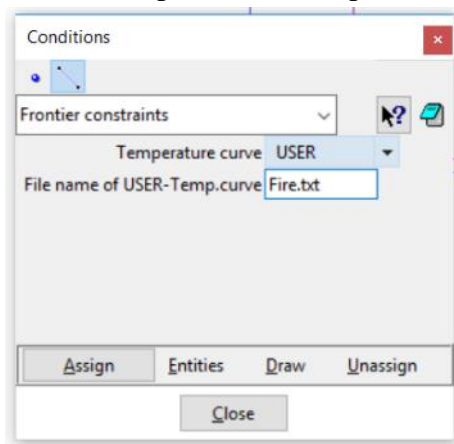 Conditions
Frontier constraints
Temperature curve USER
File name of USER-Temp.curve Fire.txt
Assign Entities Draw Unassign
Close